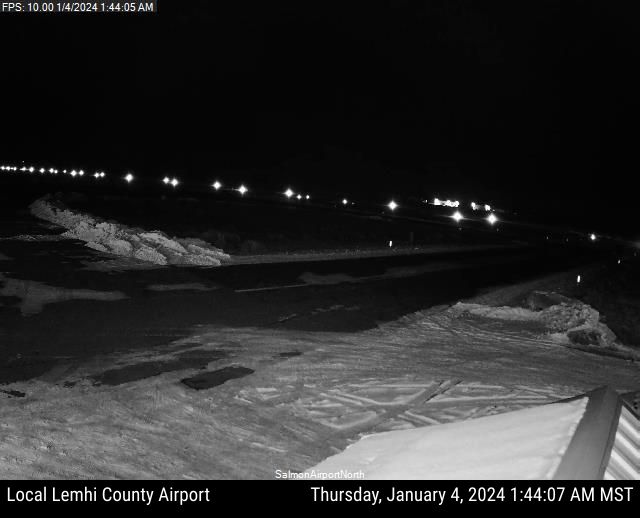 FPS: 10.00 1/4/2024 1:44:05 AM
SalmonAirportNorth
Local Lemhi County Airport Thursday, January 4, 2024 1:44:07 AM MST